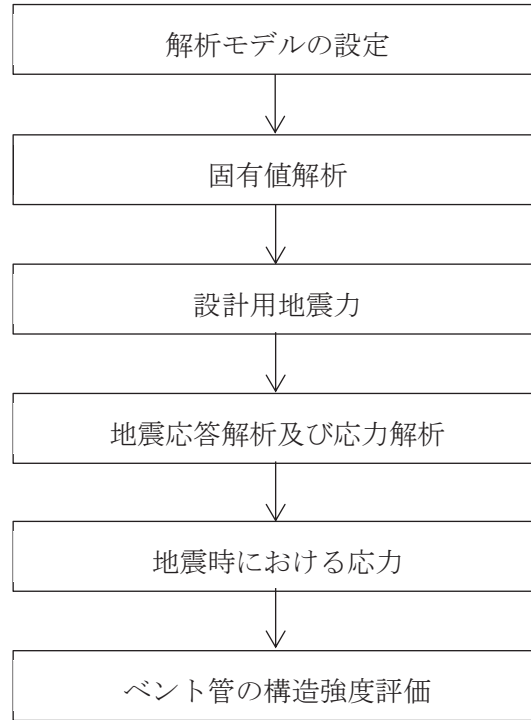 解析モデルの設定
固有値解析
設計用地震力
地震応答解析及び応力解析
地震時における応力
ベント管の構造強度評価